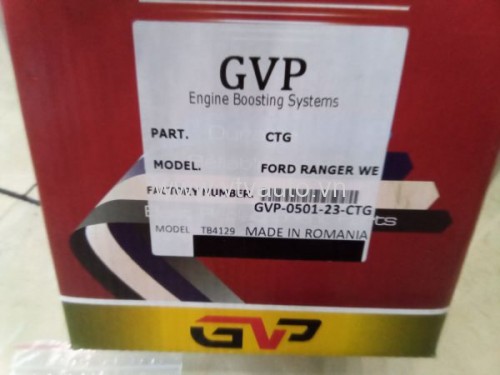 GVP
Engine Boosting Systems
PART. CTG
MODEL. FORD RANGER WE
FACTORY NUMBER.
GVP-0501-23-CTG
MODEL TB4129 MADE IN ROMANIA
GVP